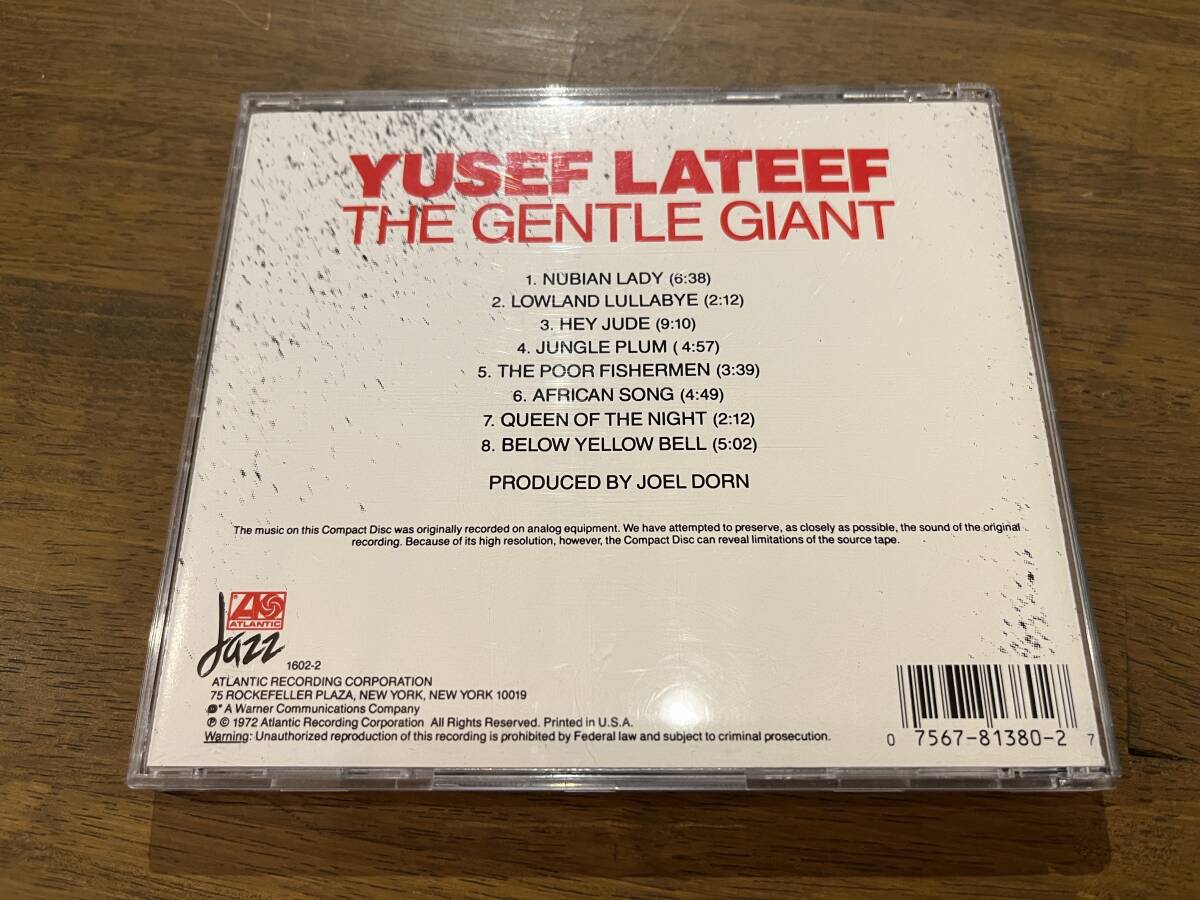 YUSEF LATEEF
THE GENTLE GIANT
1. NUBIAN LADY (6:38)
2. LOWLAND LULLABYE (2:12)
3. HEY JUDE (9:10)
4. JUNGLE PLUM ( 4:57)
5. THE POOR FISHERMEN (3:39)
6. AFRICAN SONG (4:49)
7. QUEEN OF THE NIGHT (2:12)
8. BELOW YELLOW BELL (5:02)
PRODUCED BY JOEL DORN
The music on this Compact Disc was originally recorded on analog equipment. We have attempted to preserve, as closely as possible, the sound of the original
recording. Because of its high resolution, however, the Compact Disc can reveal limitations of the source tape.
ATLANTIC
Jazz
1602-2
ATLANTIC RECORDING CORPORATION
75 ROCKEFELLER PLAZA, NEW YORK, NEW YORK 10019
* A Warner Communications Company
℗ © 1972 Atlantic Recording Corporation All Rights Reserved. Printed in U.S.A.
Warning: Unauthorized reproduction of this recording is prohibited by Federal law and subject to criminal prosecution.
0 7567-81380-2 7